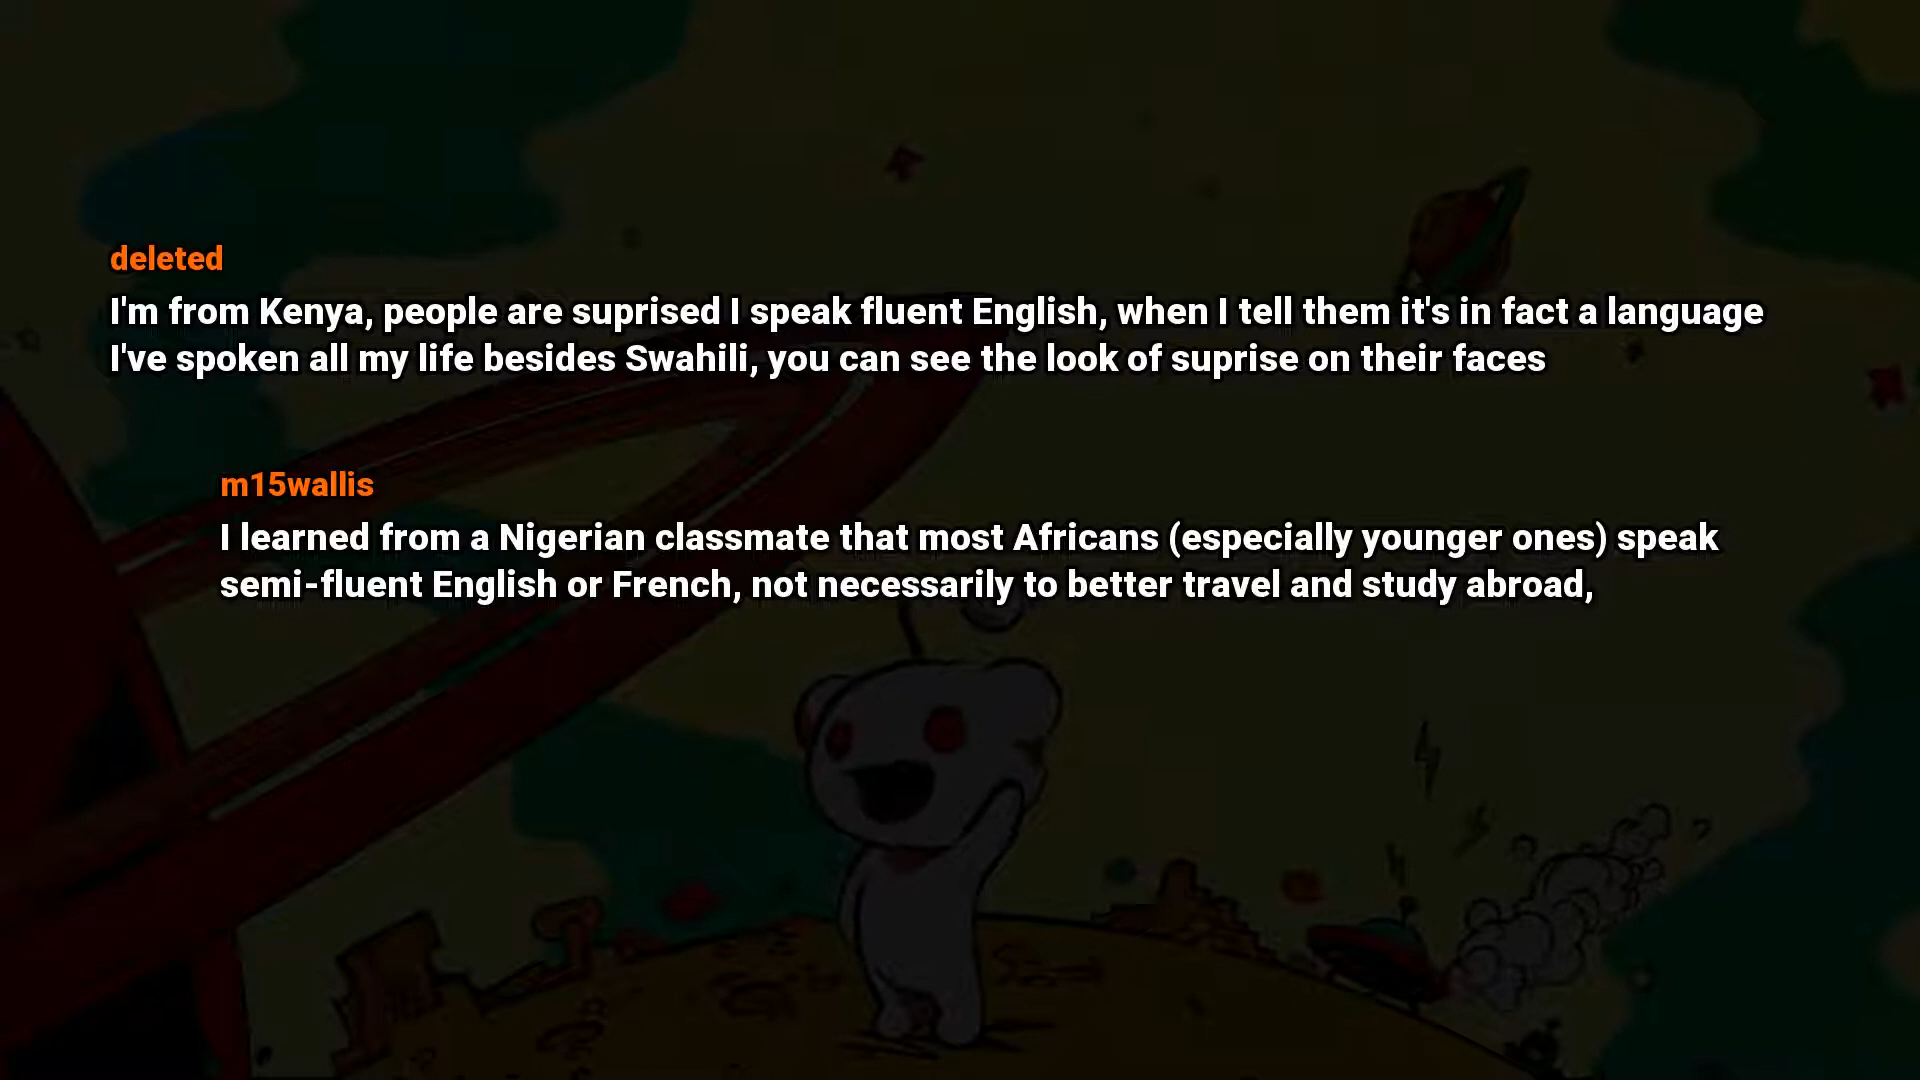 deleted
I'm from Kenya, people are suprised I speak fluent English, when I tell them it's in fact a language
I've spoken all my life besides Swahili, you can see the look of suprise on their faces
m15wallis
I learned from a Nigerian classmate that most Africans (especially younger ones) speak
semi-fluent English or French, not necessarily to better travel and study abroad,